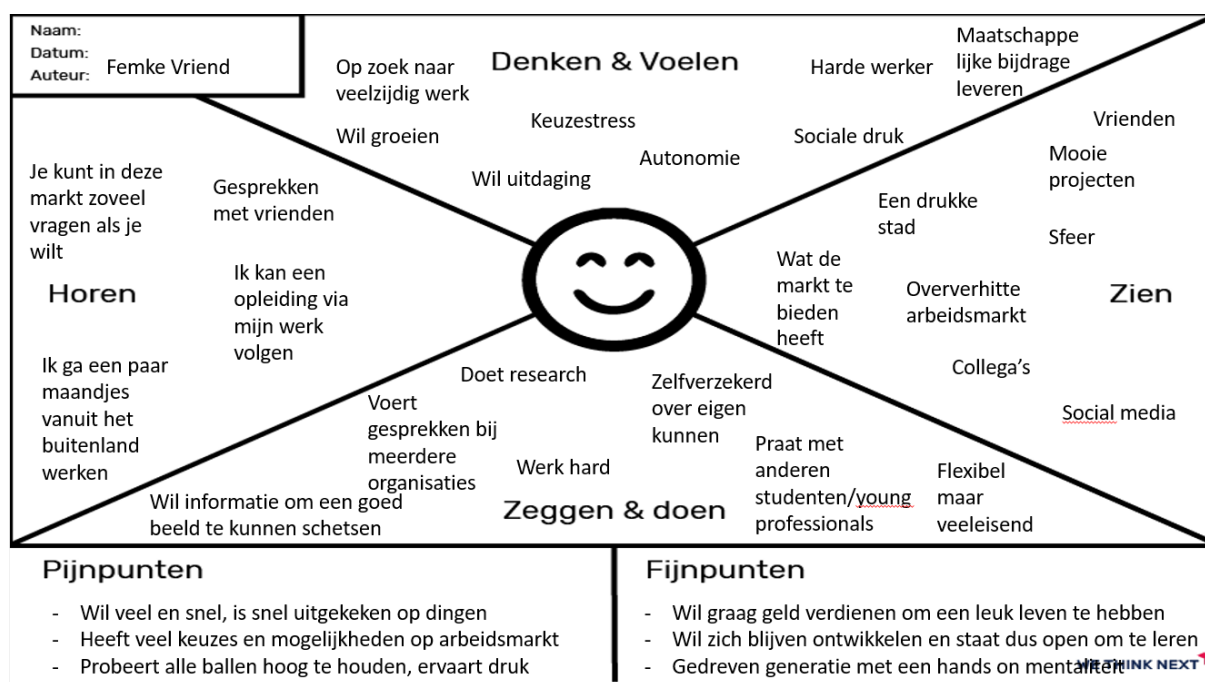 Naam:
Datum:
Auteur:
Femke Vriend
Denken & Voelen
Op zoek naar
veelzijdig werk
Wil groeien
Keuzestress
Wil uitdaging
Autonomie
Harde werker
Sociale druk
Maatschappe
lijke bijdrage
leveren
Horen
Je kunt in deze
markt zoveel
vragen als je
wilt
Gesprekken
met vrienden
Ik kan een
opleiding via
mijn werk
volgen
Ik ga een paar
maandjes
vanuit het
buitenland
werken
Zien
Vrienden
Mooie
projecten
Een drukke
stad
Sfeer
Wat de
markt te
bieden
heeft
Oververhitte
arbeidsmarkt
Collega's
Social media
Zeggen & doen
Doet research
Voert
gesprekken bij
meerdere
organisaties
Zelfverzekerd
over eigen
kunnen
Werk hard
Praat met
anderen
studenten/young
professionals
Flexibel
maar
veeleisend
Wil informatie om een goed
beeld te kunnen schetsen
Pijnpunten
- Wil veel en snel, is snel uitgekeken op dingen
- Heeft veel keuzes en mogelijkheden op arbeidsmarkt
- Probeert alle ballen hoog te houden, ervaart druk
Fijnpunten
- Wil graag geld verdienen om een leuk leven te hebben
- Wil zich blijven ontwikkelen en staat dus open om te leren
- Gedreven generatie met een hands on mentaliteit
WE THINK NEXT